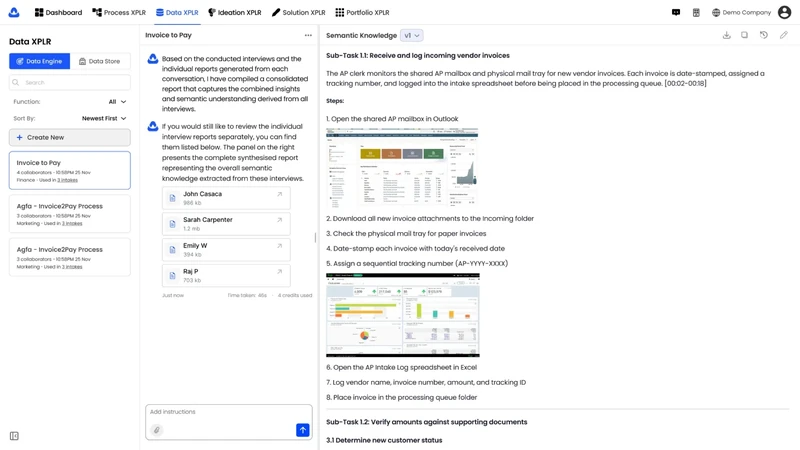 Dashboard
Process XPLR
Data XPLR
Ideation XPLR
Solution XPLR
Portfolio XPLR
Demo Company
Data XPLR
Data Engine
Data Store
Search
Function:
All
Sort By:
Newest First
+ Create New
Invoice to Pay
4 collaborators • 10:58PM 25 Nov
Finance • Used in 3 intakes
Agfa - Invoice2Pay Process
3 collaborators • 10:58PM 25 Nov
Marketing • Used in 3 intakes
Agfa - Invoice2Pay Process
3 collaborators • 10:58PM 25 Nov
Marketing • Used in 3 intakes
Invoice to Pay
Based on the conducted interviews and the
individual reports generated from each
conversation, I have compiled a consolidated
report that captures the combined insights
and semantic understanding derived from all
interviews.
If you would still like to review the individual
interview reports separately, you can find
them listed below. The panel on the right
presents the complete synthesised report
representing the overall semantic
knowledge extracted from these interviews.
John Casaca
986 kb
Sarah Carpenter
1.2 mb
Emily W
394 kb
Raj P
703 kb
Just now
Time taken: 46s • 4 credits used
Add instructions
Semantic Knowledge
v1
Sub-Task 1.1: Receive and log incoming vendor invoices
The AP clerk monitors the shared AP mailbox and physical mail tray for new vendor invoices. Each invoice is date-stamped, assigned a
tracking number, and logged into the intake spreadsheet before being placed in the processing queue. [00:02-00:18]
Steps:
1. Open the shared AP mailbox in Outlook
2. Download all new invoice attachments to the Incoming folder
3. Check the physical mail tray for paper invoices
4. Date-stamp each invoice with today's received date
5. Assign a sequential tracking number (AP-YYYY-XXXX)
6. Open the AP Intake Log spreadsheet in Excel
7. Log vendor name, invoice number, amount, and tracking ID
8. Place invoice in the processing queue folder
Sub-Task 1.2: Verify amounts against supporting documents
3.1 Determine new customer status